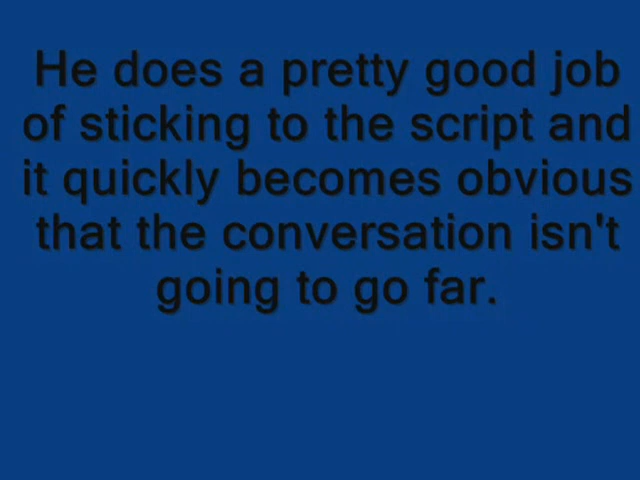 He does a pretty good job
of sticking to the script and
it quickly becomes obvious
that the conversation isn't
going to go far.